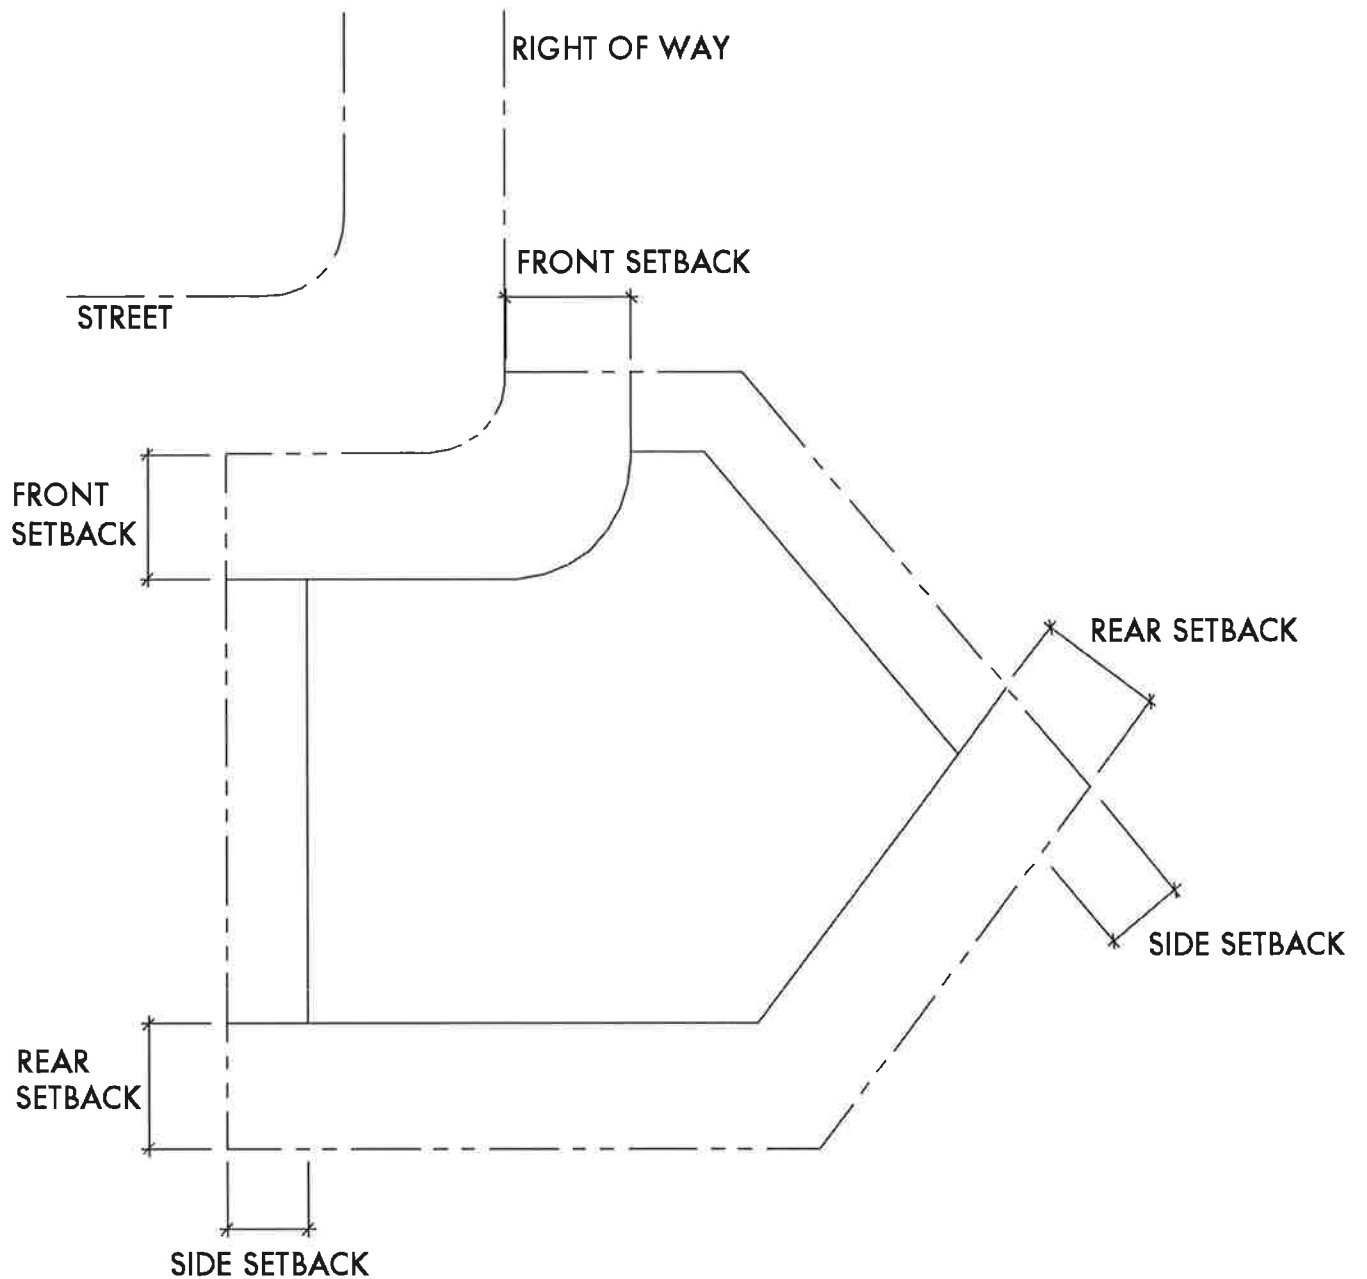 RIGHT OF WAY
FRONT SETBACK
STREET
FRONT
SETBACK
REAR SETBACK
SIDE SETBACK
REAR
SETBACK
SIDE SETBACK